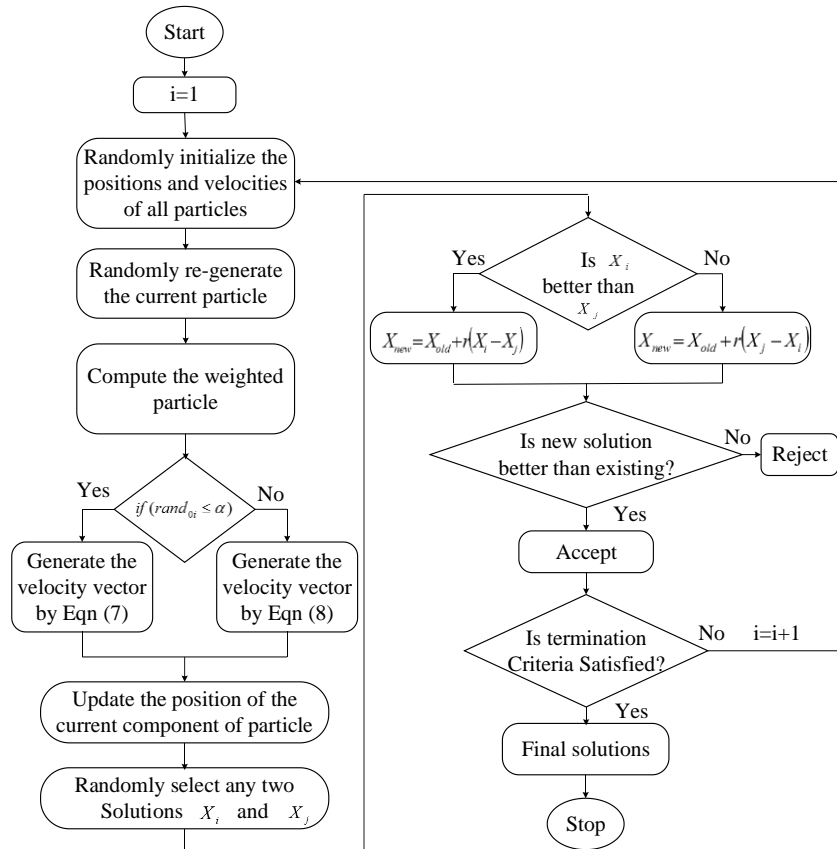 Start
i=1
Randomly initialize the
positions and velocities
of all particles
Randomly re-generate
the current particle
Compute the weighted
particle
Yes
No
if (rand₀ᵢ ≤ α)
Generate the
velocity vector
by Eqn (7)
Generate the
velocity vector
by Eqn (8)
Update the position of the
current component of particle
Randomly select any two
Solutions Xᵢ and Xⱼ
Yes
No
Is Xᵢ
better than
Xⱼ
Xₙₑw = Xₒₗd + r(Xᵢ − Xⱼ)
Xₙₑw = Xₒₗd + r(Xⱼ − Xᵢ)
Is new solution
better than existing?
No
Reject
Yes
Accept
Is termination
Criteria Satisfied?
No
i=i+1
Yes
Final solutions
Stop